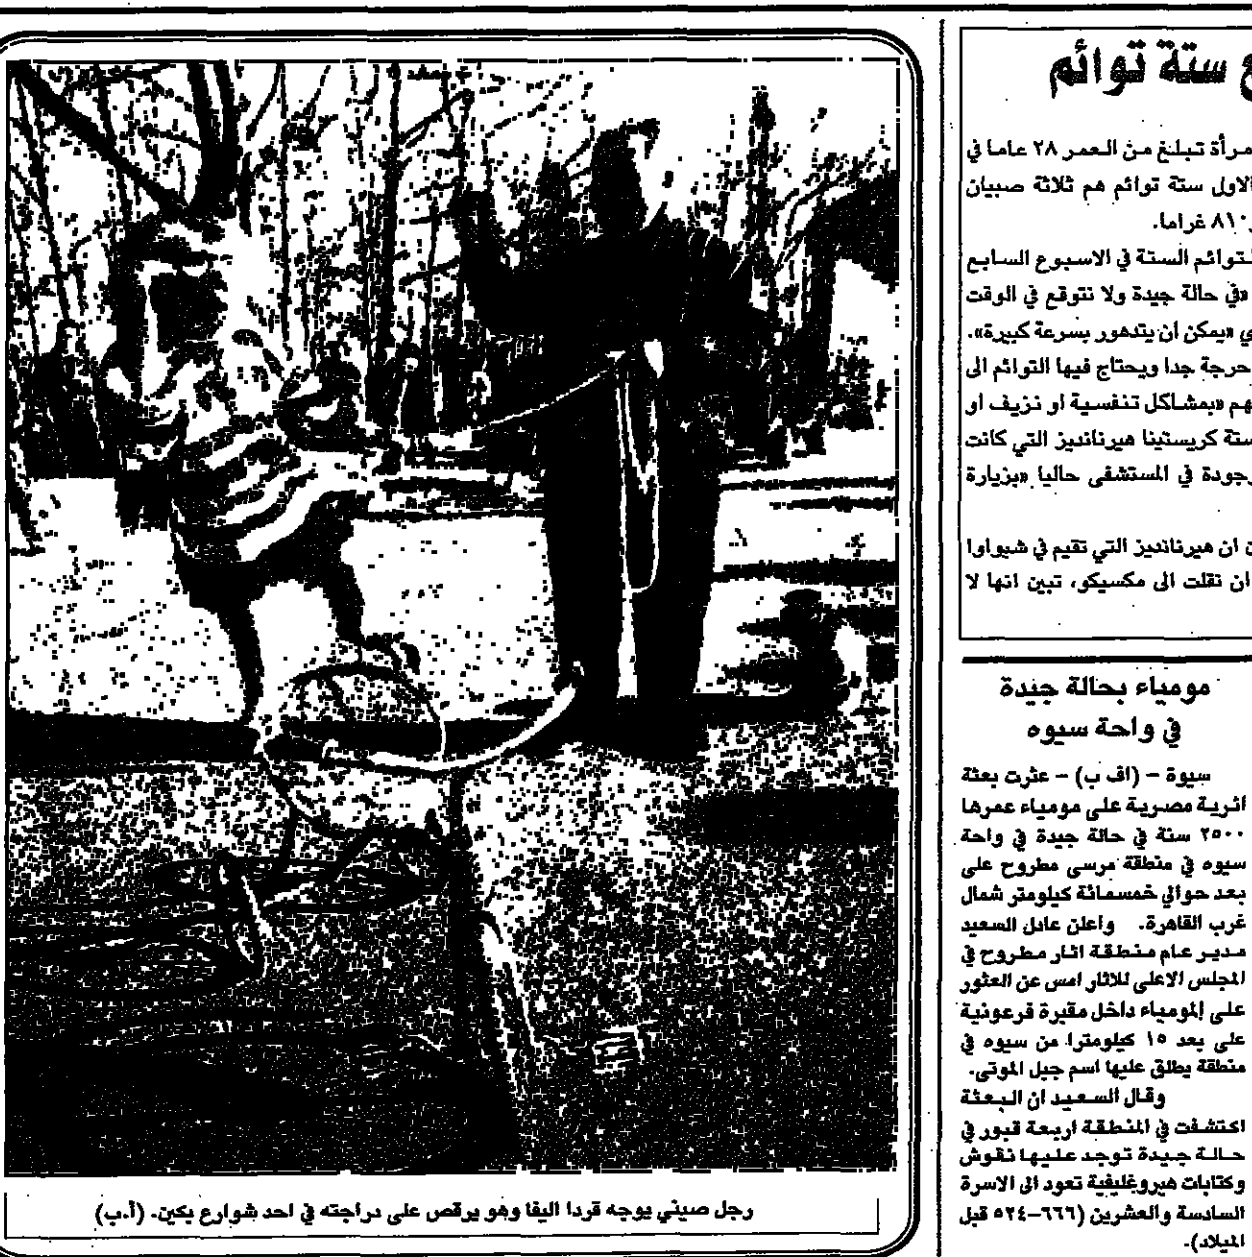 ستة توائم
مرأة تبلغ من العمر ٢٨ عاما في
الاول ستة توائم هم ثلاثة صبيان
٨١٠ غراما.
لتوائم الستة في الاسبوع السابع
«في حالة جيدة ولا نتوقع في الوقت
ي «يمكن ان يتدهور بسرعة كبيرة».
حرجة جدا ويحتاج فيها التوائم الى
هم «بمشاكل تنفسية او نزيف او
ستة كريستينا هيرنانديز التي كانت
جودة في المستشفى حاليا «بزيارة
ان هيرنانديز التي تقيم في شيواوا
ان نقلت الى مكسيكو، تبين انها لا
مومياء بحالة جيدة
في واحة سيوه
سيوة – (اف ب) – عثرت بعثة
اثرية مصرية على مومياء عمرها
٢٥٠٠ سنة في حالة جيدة في واحة
سيوه في منطقة مرسى مطروح على
بعد حوالي خمسمائة كيلومتر شمال
غرب القاهرة. واعلن عادل السعيد
مدير عام منطقة اثار مطروح في
المجلس الاعلى للاثار امس عن العثور
على المومياء داخل مقبرة فرعونية
على بعد ١٥ كيلومترا من سيوه في
منطقة يطلق عليها اسم جبل الموتى.
وقال السعيد ان البعثة
اكتشفت في المنطقة اربعة قبور في
حالة جيدة توجد عليها نقوش
وكتابات هيروغليفية تعود الى الاسرة
السادسة والعشرين (٦٦٦–٥٢٤ قبل
الميلاد).
رجل صيني يوجه قردا اليفا وهو يرقص على دراجته في احد شوارع بكين. (أ.ب)